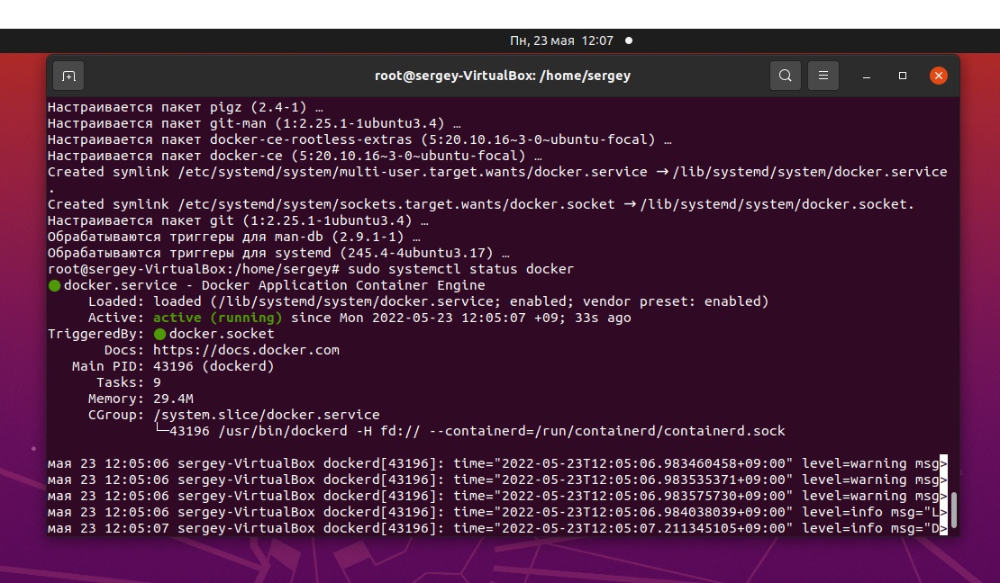 Пн, 23 мая 12:07
root@sergey-VirtualBox: /home/sergey
Настраивается пакет pigz (2.4-1) …
Настраивается пакет git-man (1:2.25.1-1ubuntu3.4) …
Настраивается пакет docker-ce-rootless-extras (5:20.10.16~3-0~ubuntu-focal) …
Настраивается пакет docker-ce (5:20.10.16~3-0~ubuntu-focal) …
Created symlink /etc/systemd/system/multi-user.target.wants/docker.service → /lib/systemd/system/docker.service
.
Created symlink /etc/systemd/system/sockets.target.wants/docker.socket → /lib/systemd/system/docker.socket.
Настраивается пакет git (1:2.25.1-1ubuntu3.4) …
Обрабатываются триггеры для man-db (2.9.1-1) …
Обрабатываются триггеры для systemd (245.4-4ubuntu3.17) …
root@sergey-VirtualBox:/home/sergey# sudo systemctl status docker
● docker.service - Docker Application Container Engine
Loaded: loaded (/lib/systemd/system/docker.service; enabled; vendor preset: enabled)
Active: active (running) since Mon 2022-05-23 12:05:07 +09; 33s ago
TriggeredBy: ● docker.socket
Docs: https://docs.docker.com
Main PID: 43196 (dockerd)
Tasks: 9
Memory: 29.4M
CGroup: /system.slice/docker.service
└─43196 /usr/bin/dockerd -H fd:// --containerd=/run/containerd/containerd.sock
мая 23 12:05:06 sergey-VirtualBox dockerd[43196]: time="2022-05-23T12:05:06.983460458+09:00" level=warning msg>
мая 23 12:05:06 sergey-VirtualBox dockerd[43196]: time="2022-05-23T12:05:06.983535371+09:00" level=warning msg>
мая 23 12:05:06 sergey-VirtualBox dockerd[43196]: time="2022-05-23T12:05:06.983575730+09:00" level=warning msg>
мая 23 12:05:06 sergey-VirtualBox dockerd[43196]: time="2022-05-23T12:05:06.984038039+09:00" level=info msg="L>
мая 23 12:05:07 sergey-VirtualBox dockerd[43196]: time="2022-05-23T12:05:07.211345105+09:00" level=info msg="D>